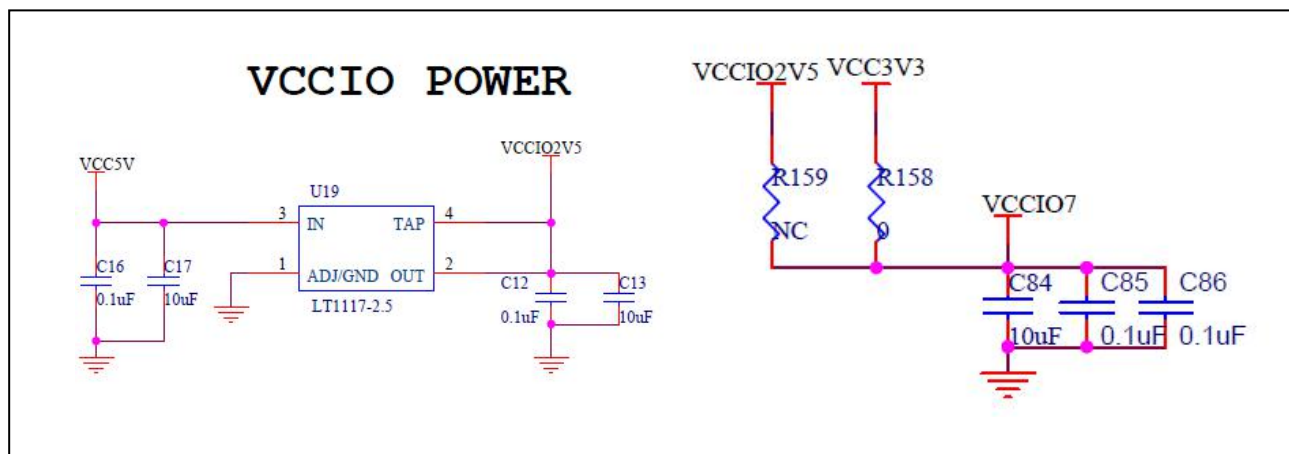 VCCIO POWER
VCC5V
VCCIO2V5
U19
3
IN
TAP
4
1
ADJ/GND
OUT
2
LT1117-2.5
C16
0.1uF
C17
10uF
C12
0.1uF
C13
10uF
VCCIO2V5
VCC3V3
R159
NC
R158
0
VCCIO7
C84
10uF
C85
0.1uF
C86
0.1uF